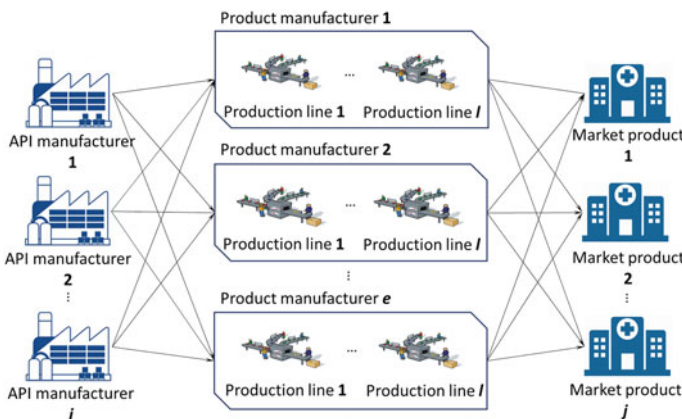 Product manufacturer 1
...
Production line 1 Production line l
API manufacturer
1
Market product
1
Product manufacturer 2
...
Production line 1 Production line l
API manufacturer
2
...
Market product
2
...
...
Product manufacturer e
...
Production line 1 Production line l
API manufacturer
i
Market product
j